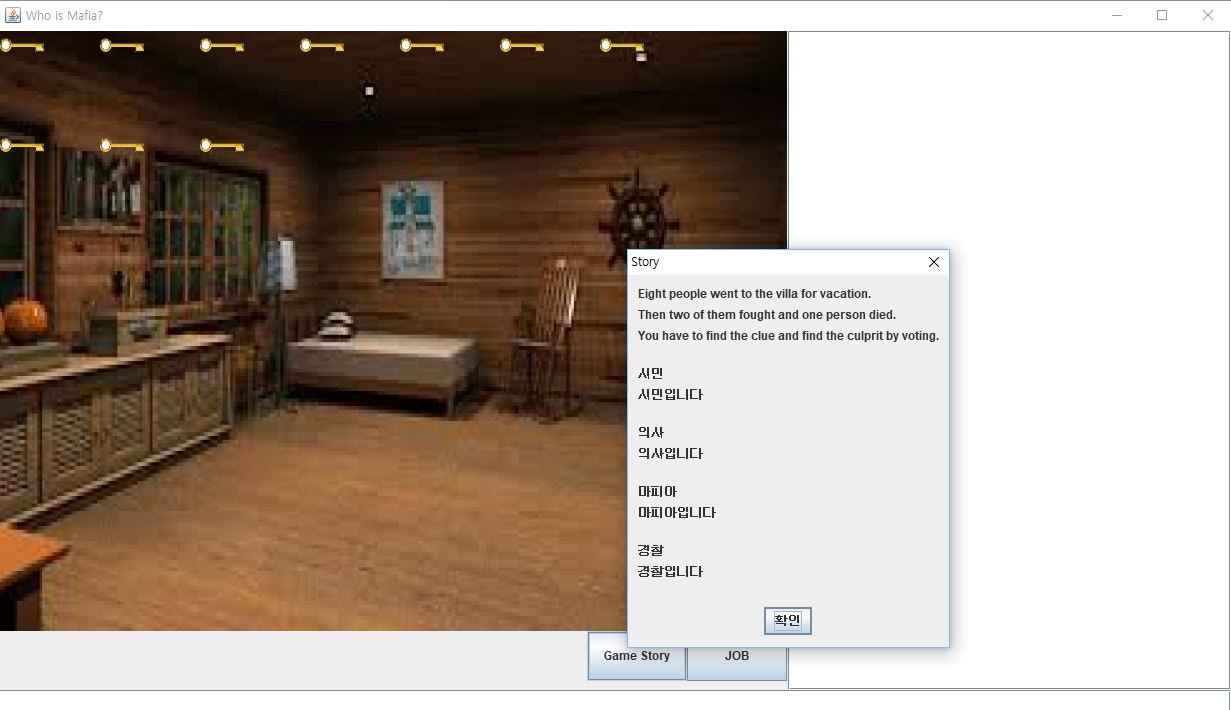 Who is Mafia?
Story
Eight people went to the villa for vacation.
Then two of them fought and one person died.
You have to find the clue and find the culprit by voting.
서민
서민입니다
의사
의사입니다
마피아
마피아입니다
경찰
경찰입니다
확인
Game Story
JOB